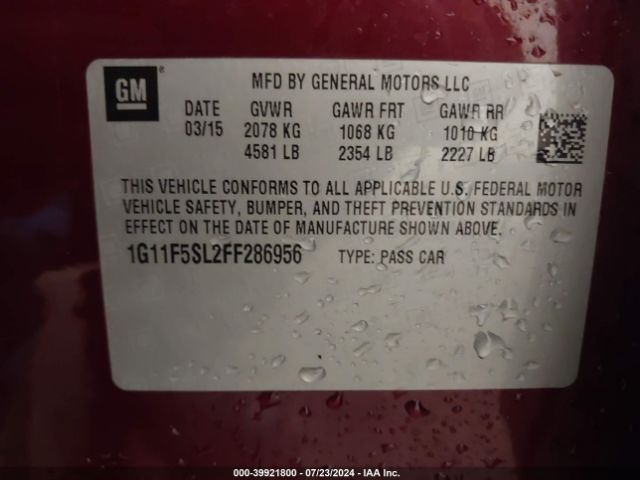 GM ®
MFD BY GENERAL MOTORS LLC
DATE GVWR GAWR FRT GAWR RR
03/15 2078 KG 1068 KG 1010 KG
4581 LB 2354 LB 2227 LB
THIS VEHICLE CONFORMS TO ALL APPLICABLE U.S. FEDERAL MOTOR
VEHICLE SAFETY, BUMPER, AND THEFT PREVENTION STANDARDS IN
EFFECT ON THE DATE OF MANUFACTURE SHOWN ABOVE.
1G11F5SL2FF286956 TYPE: PASS CAR
000-39921800 - 07/23/2024 - IAA Inc.